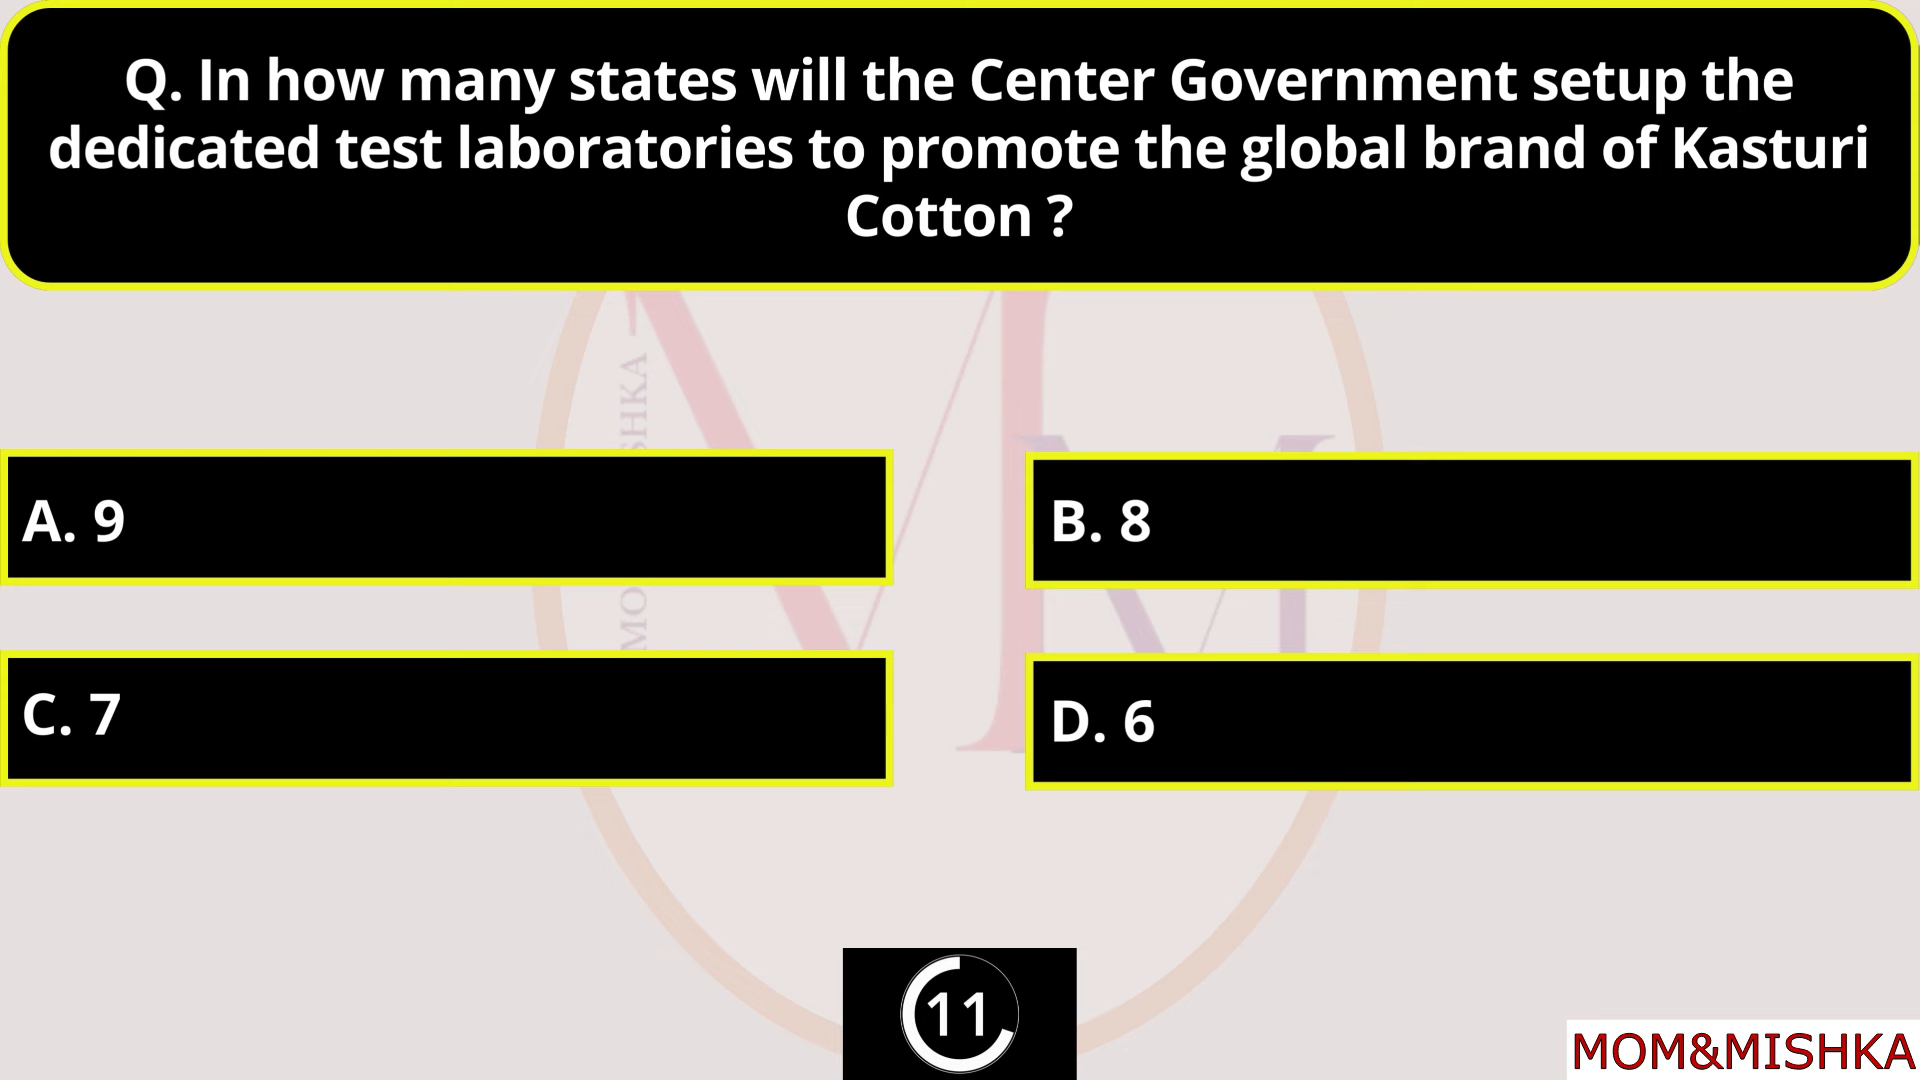 Q. In how many states will the Center Government setup the
dedicated test laboratories to promote the global brand of Kasturi
Cotton ?
A. 9
B. 8
C. 7
D. 6
11
MOM&MISHKA